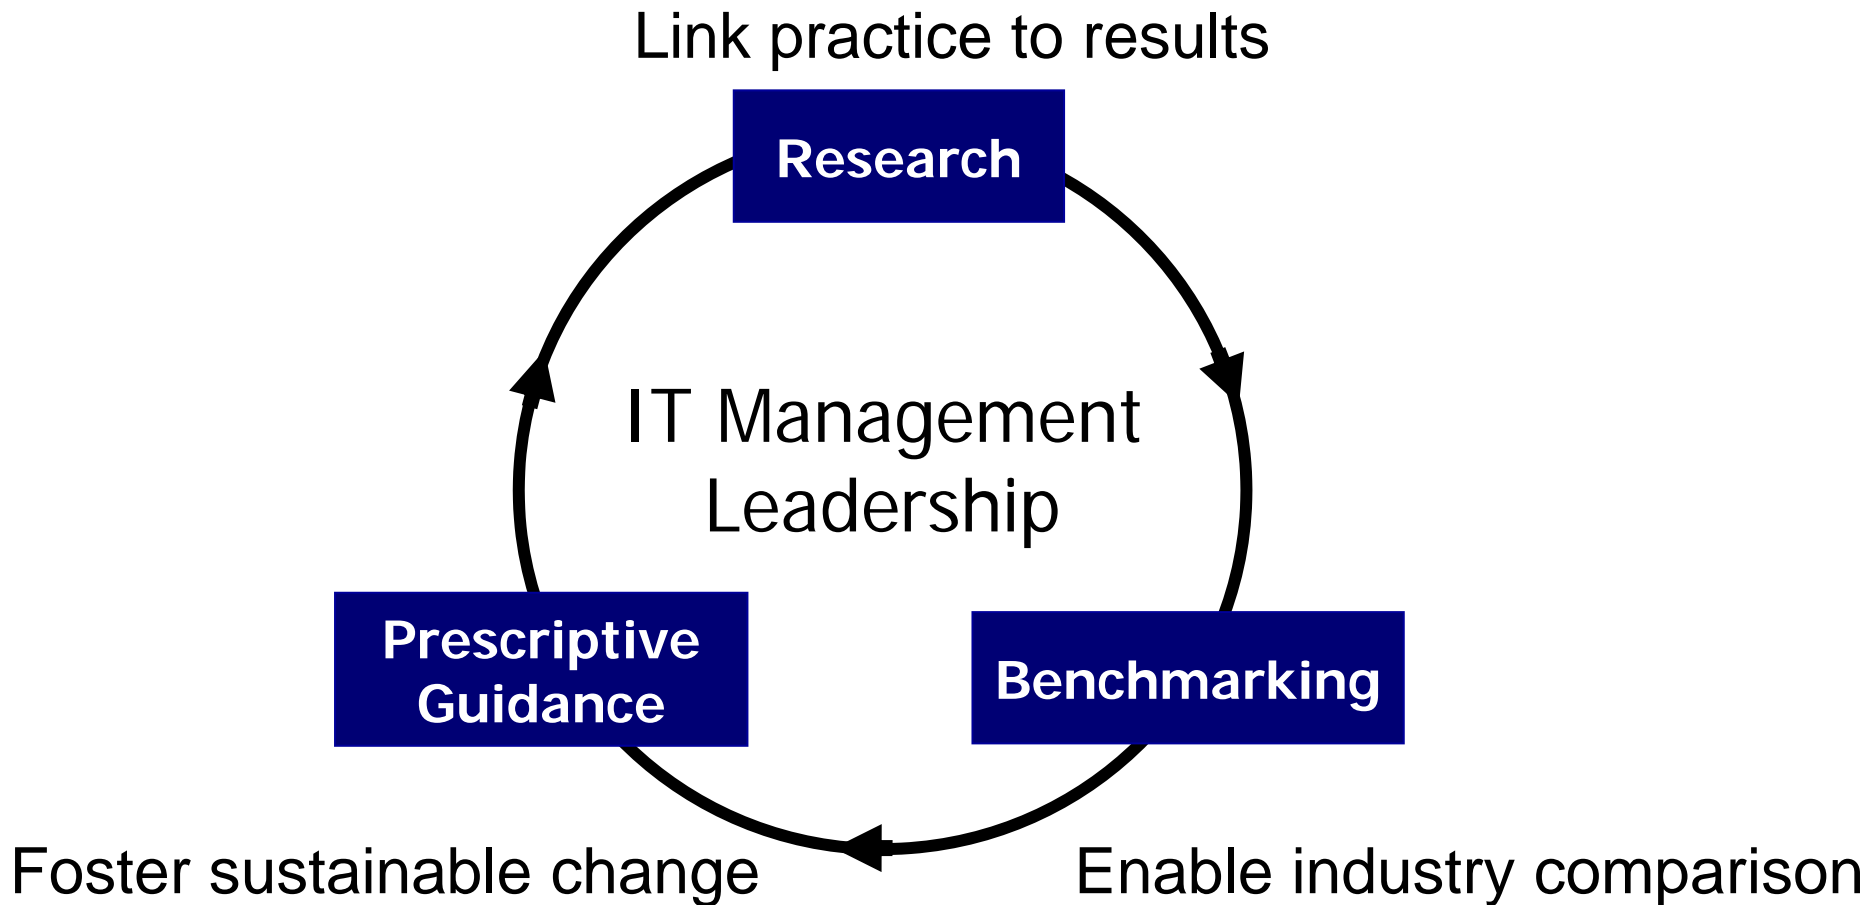 Link practice to results
Research
IT Management
Leadership
Prescriptive
Guidance
Benchmarking
Foster sustainable change
Enable industry comparison